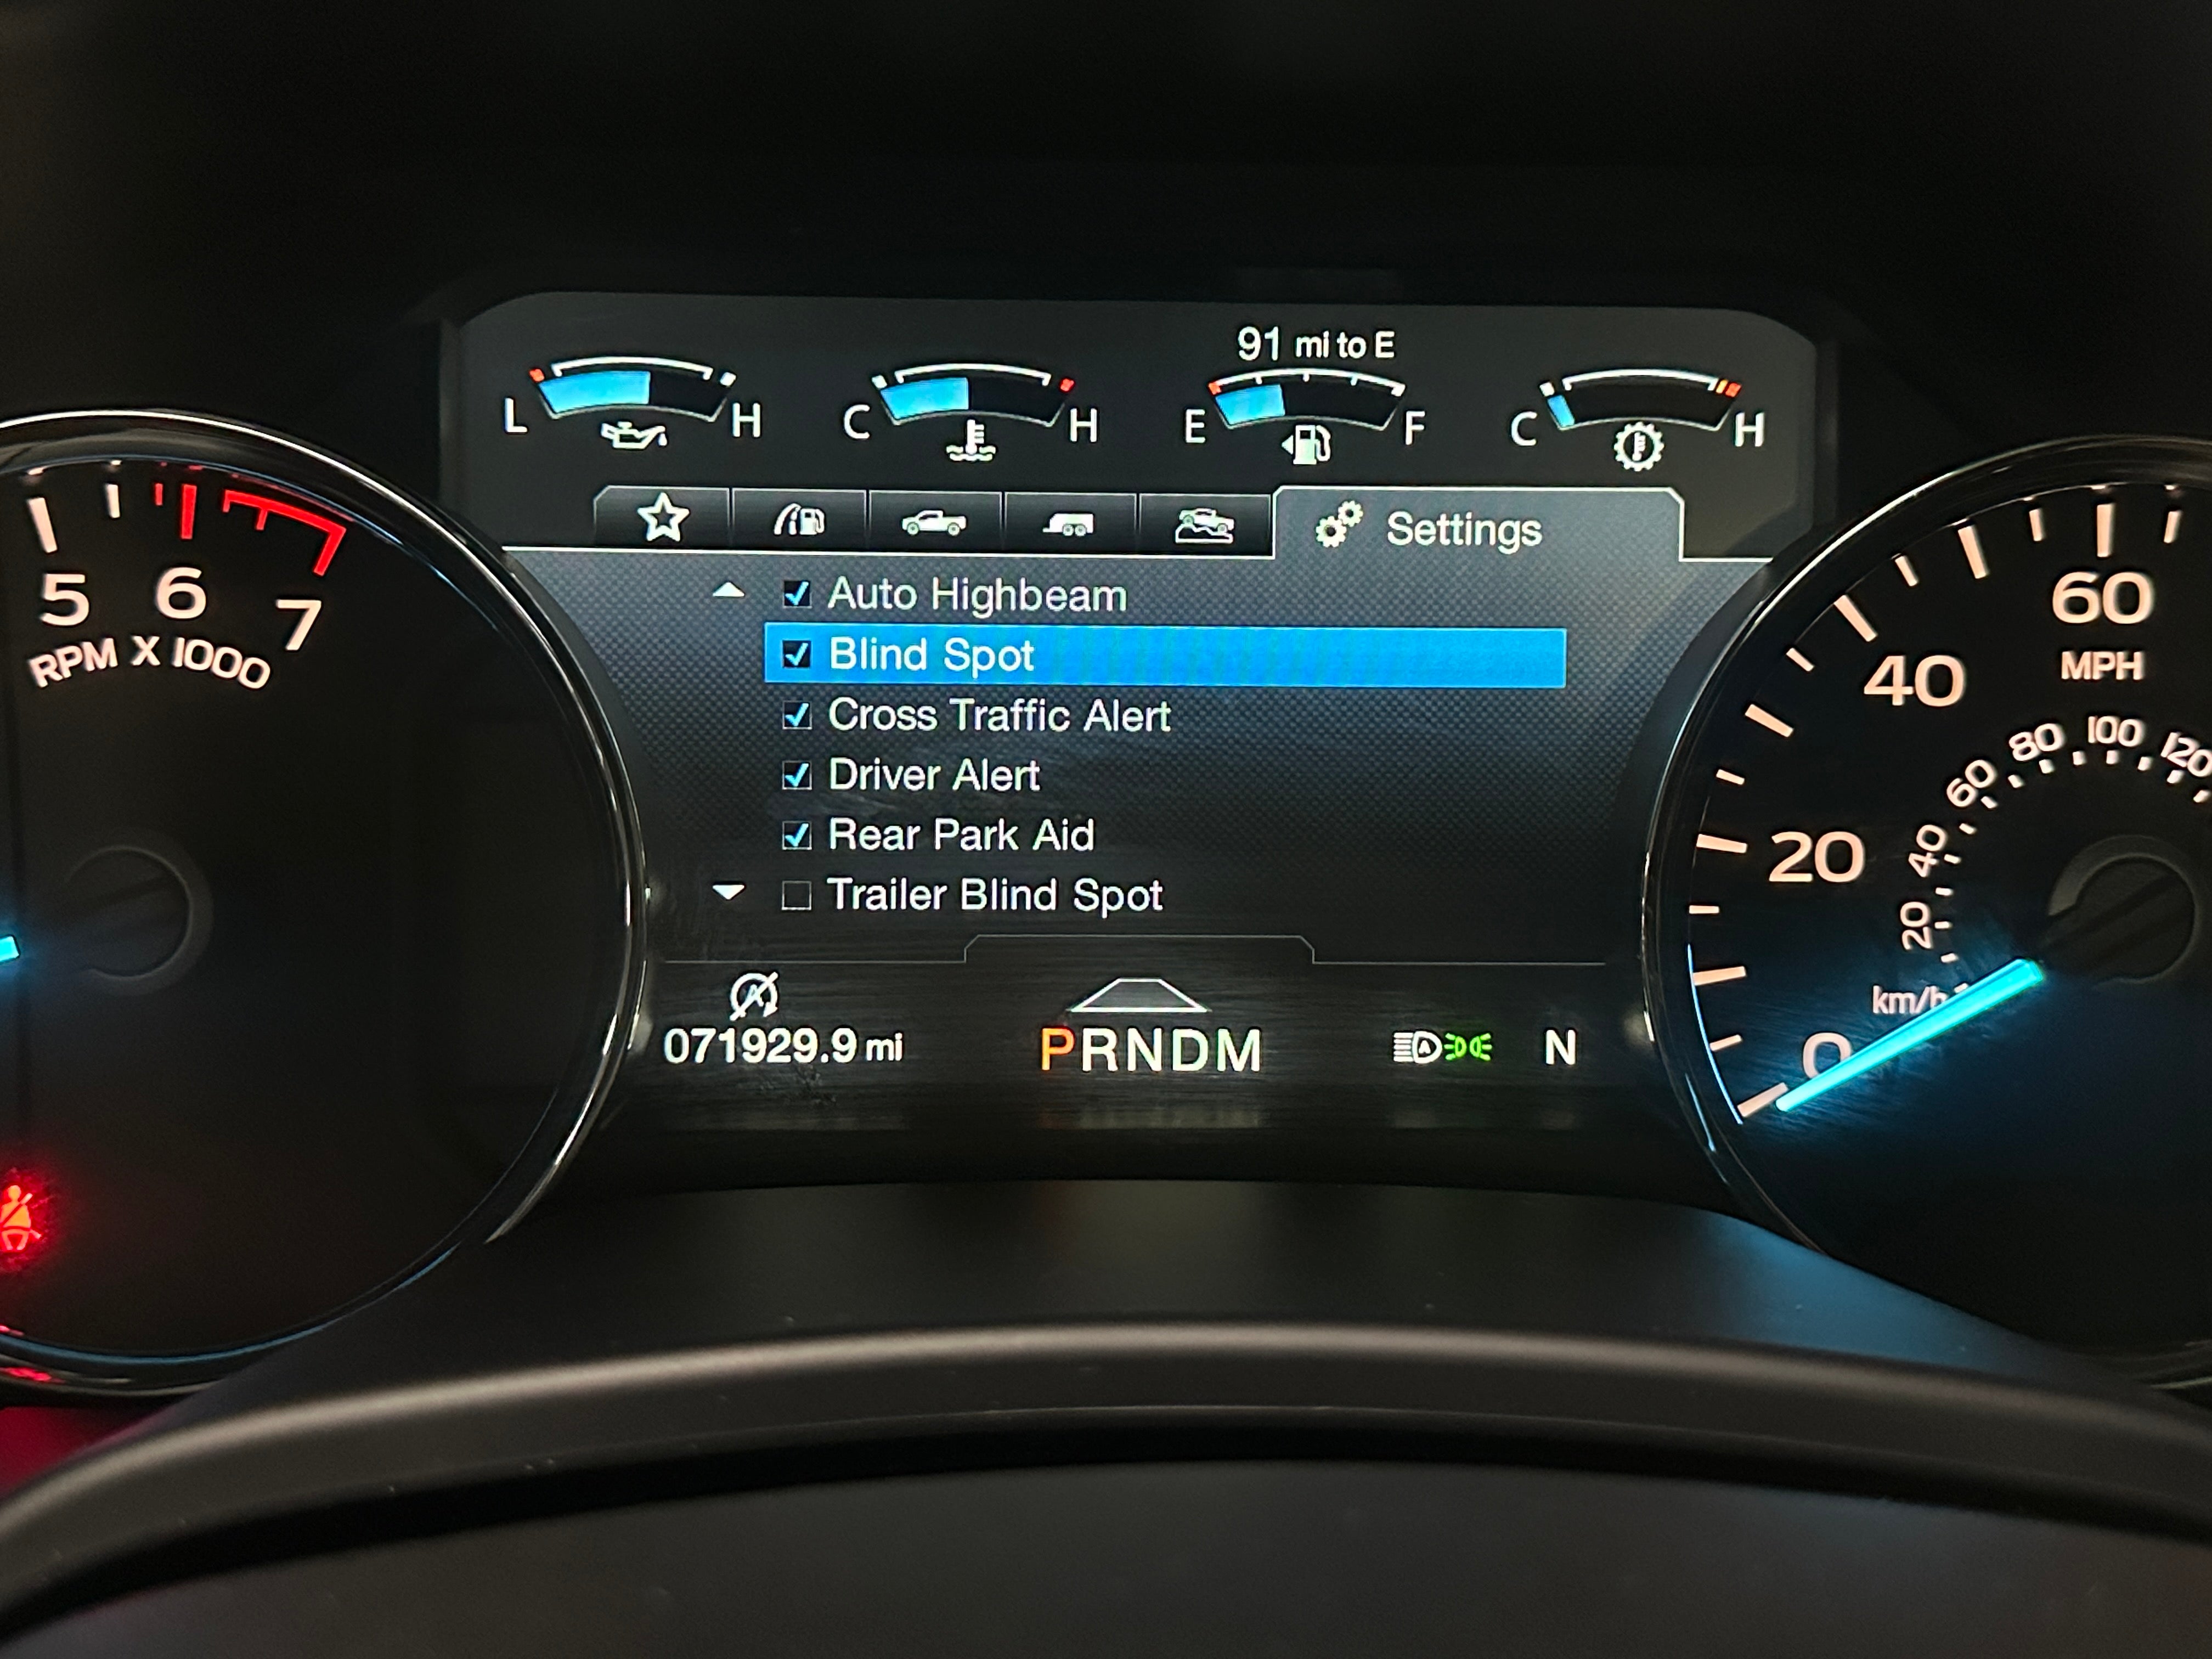 91 mi to E
L H
C H
E F
C H
Settings
Auto Highbeam
Blind Spot
Cross Traffic Alert
Driver Alert
Rear Park Aid
Trailer Blind Spot
071929.9 mi
PRNDM
A
N
5 6 7
RPM X 1000
0 20 40 60
MPH
20 40 60 80 100 120
km/h